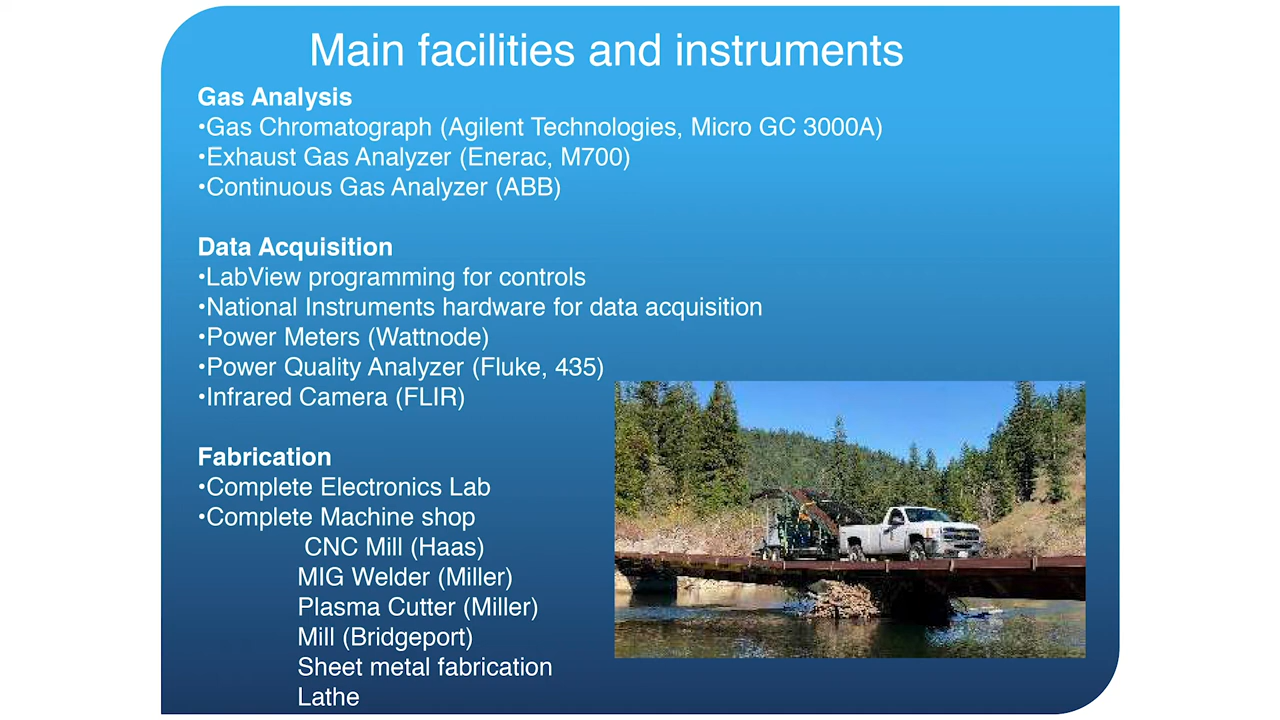 Main facilities and instruments
Gas Analysis
•Gas Chromatograph (Agilent Technologies, Micro GC 3000A)
•Exhaust Gas Analyzer (Enerac, M700)
•Continuous Gas Analyzer (ABB)
Data Acquisition
•LabView programming for controls
•National Instruments hardware for data acquisition
•Power Meters (Wattnode)
•Power Quality Analyzer (Fluke, 435)
•Infrared Camera (FLIR)
Fabrication
•Complete Electronics Lab
•Complete Machine shop
CNC Mill (Haas)
MIG Welder (Miller)
Plasma Cutter (Miller)
Mill (Bridgeport)
Sheet metal fabrication
Lathe